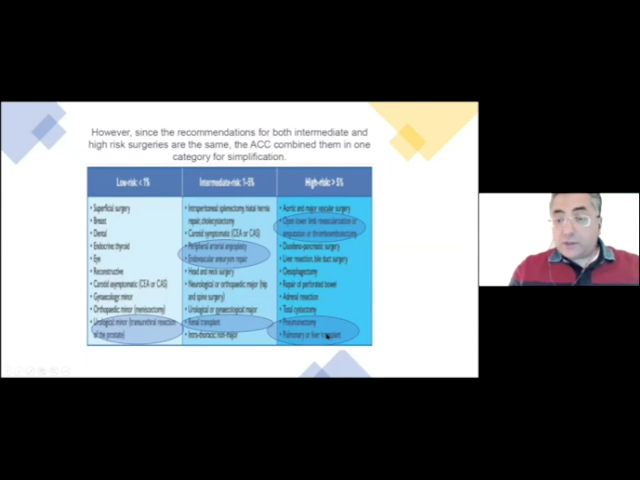 However, since the recommendations for both intermediate and
high risk surgeries are the same, the ACC combined them in one
category for simplification.
Low-risk: < 1%
• Superficial surgery
• Breast
• Dental
• Endocrine: thyroid
• Eye
• Reconstructive
• Carotid asymptomatic (CEA or CAS)
• Gynaecology: minor
• Orthopaedic: minor (meniscectomy)
• Urological: minor (transurethral resection
of the prostate)
Intermediate-risk: 1-5%
• Intraperitoneal: splenectomy, hiatal hernia
repair, cholecystectomy
• Carotid symptomatic (CEA or CAS)
• Peripheral arterial angioplasty
• Endovascular aneurysm repair
• Head and neck surgery
• Neurological or orthopaedic: major (hip
and spine surgery)
• Urological or gynaecological: major
• Renal transplant
• Intra-thoracic: non-major
High-risk: > 5%
• Aortic and major vascular surgery
• Open lower limb revascularization or
amputation or thromboembolectomy
• Duodeno-pancreatic surgery
• Liver resection, bile duct surgery
• Oesophagectomy
• Repair of perforated bowel
• Adrenal resection
• Total cystectomy
• Pneumonectomy
• Pulmonary or liver transplant